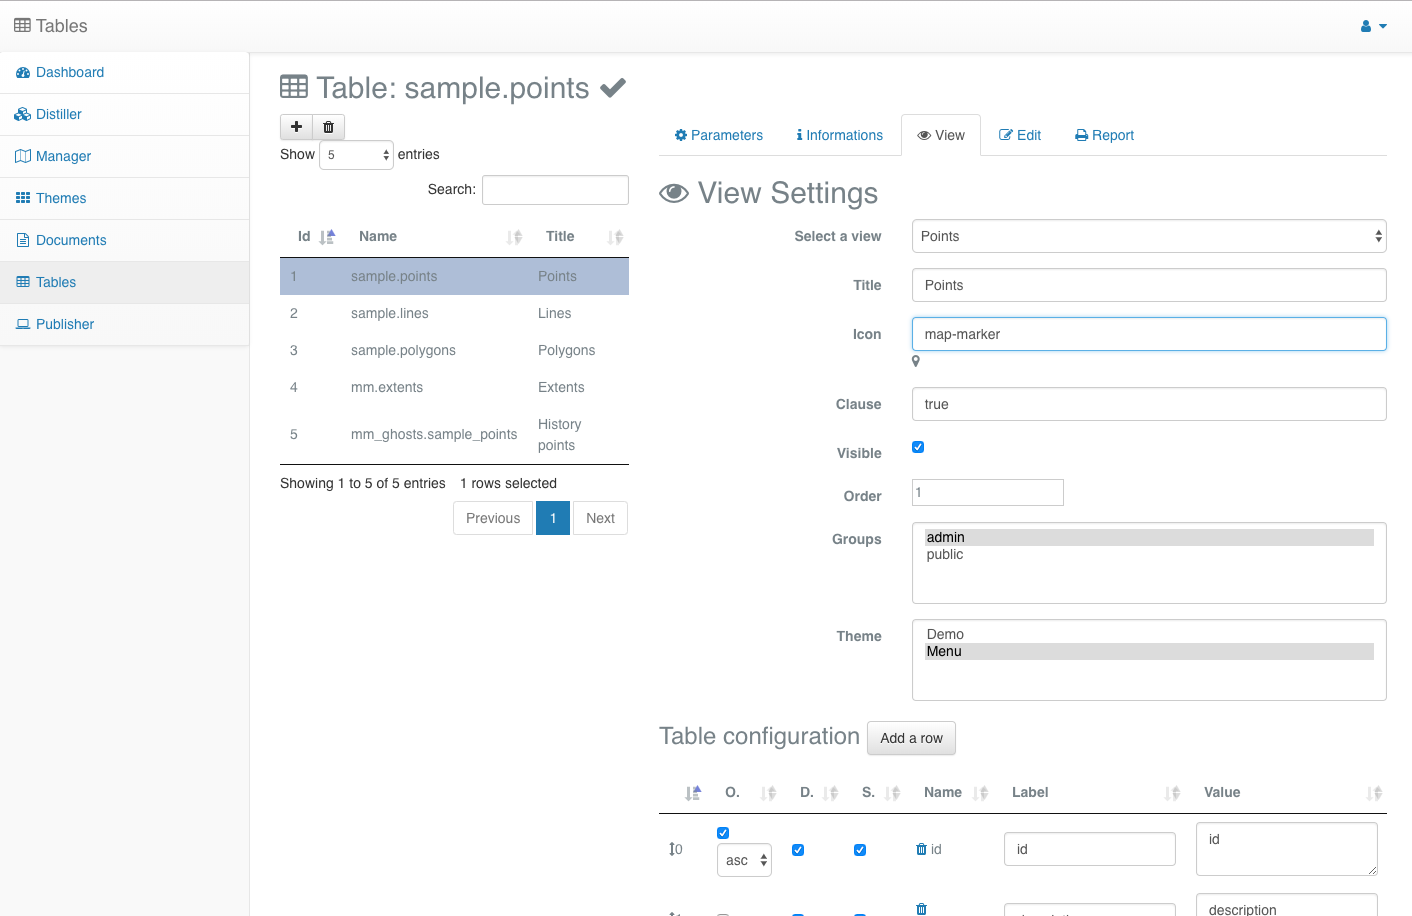 Tables
Dashboard
Distiller
Manager
Themes
Documents
Tables
Publisher
Table: sample.points
Show 5 entries
Search:
Id Name Title
1 sample.points Points
2 sample.lines Lines
3 sample.polygons Polygons
4 mm.extents Extents
5 mm_ghosts.sample_points History points
Showing 1 to 5 of 5 entries 1 rows selected
Previous 1 Next
Parameters Informations View Edit Report
View Settings
Select a view Points
Title Points
Icon map-marker
Clause true
Visible
Order 1
Groups admin
public
Theme Demo
Menu
Table configuration Add a row
O. D. S. Name Label Value
0 asc id id id
description